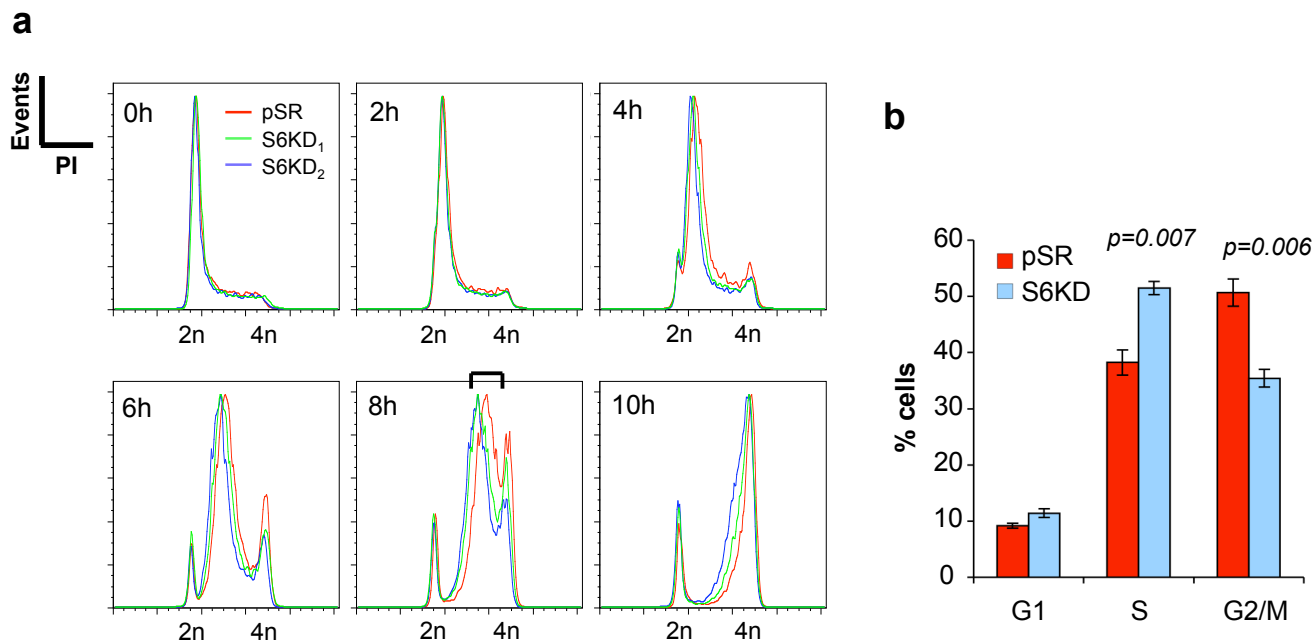 a
Events
PI
0h
pSR
S6KD₁
S6KD₂
2n 4n
2h
2n 4n
4h
2n 4n
6h
2n 4n
8h
2n 4n
10h
2n 4n
b
% cells
60
50
40
30
20
10
0
pSR
S6KD
p=0.007
p=0.006
G1 S G2/M